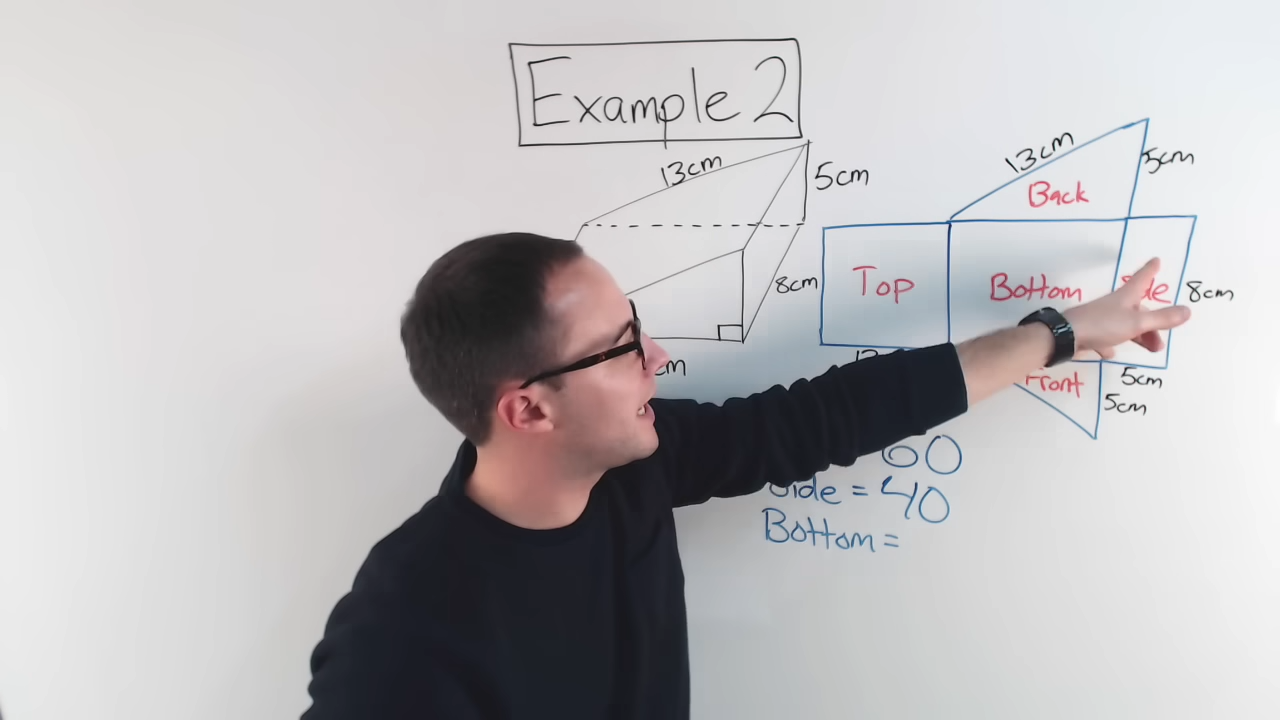 Example 2
13cm
5cm
8cm
cm
13cm
5cm
Back
Top
Bottom
8cm
Front
5cm
5cm
60
Side = 40
Bottom =